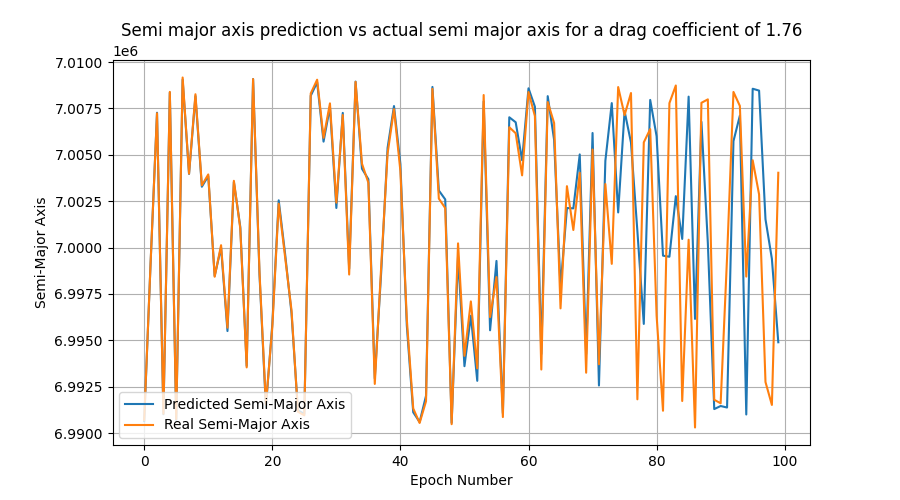 Semi major axis prediction vs actual semi major axis for a drag coefficient of 1.76
1e6
7.0100
7.0075
7.0050
7.0025
7.0000
6.9975
6.9950
6.9925
6.9900
Semi-Major Axis
Predicted Semi-Major Axis
Real Semi-Major Axis
0
20
40
60
80
100
Epoch Number